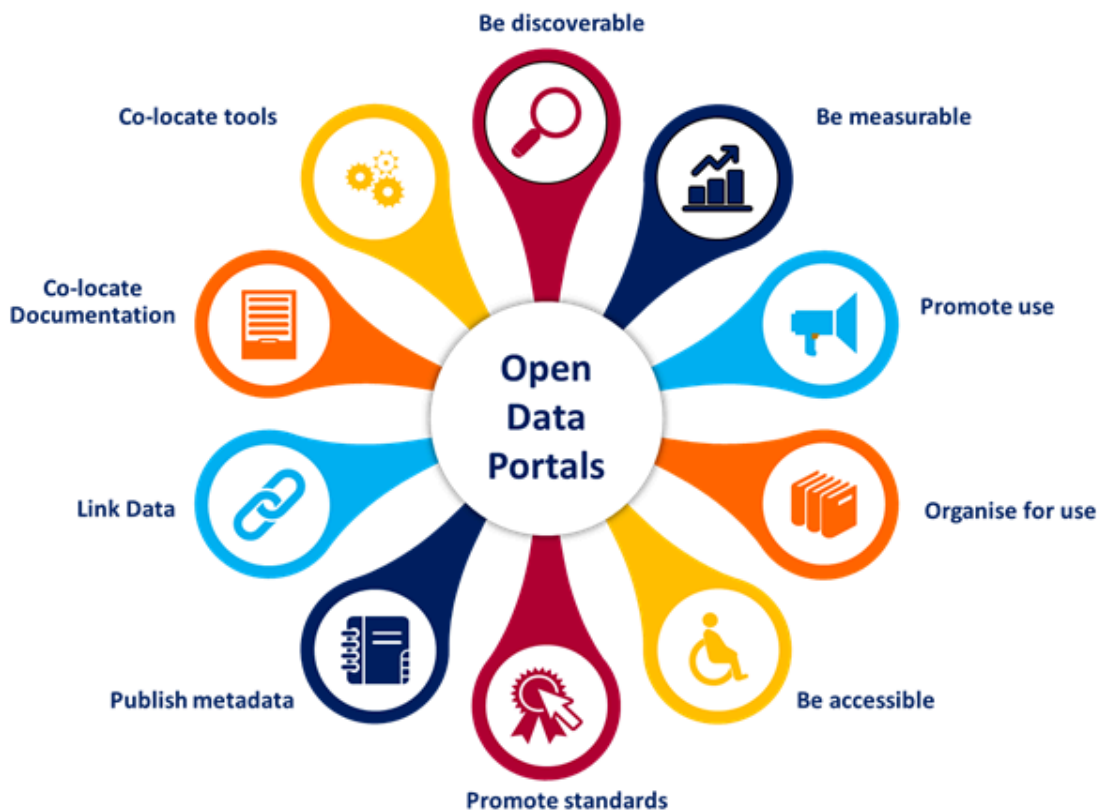 Be discoverable
Co-locate tools
Be measurable
Co-locate
Documentation
Promote use
Open
Data
Portals
Link Data
Organise for use
Publish metadata
Be accessible
Promote standards